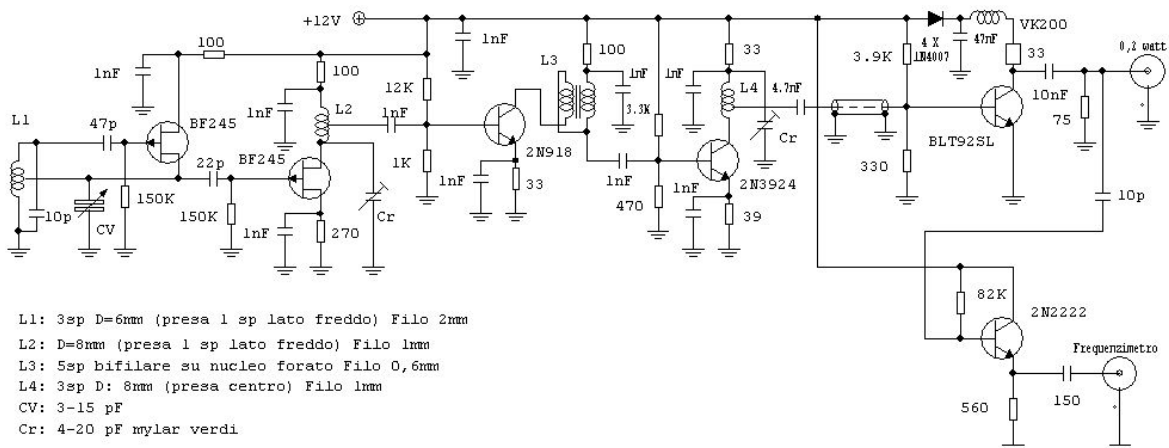 +12V
VK200
0,2 watt
100
1nF
100
1nF
100
33
4 X
1N4007
47nF
33
3.9K
1nF
12K
L3
1nF
3.3K
1nF
L4
4.7nF
10nF
75
L1
47p
BF245
1nF
L2
1nF
2N918
Cr
BLT92SL
BF245
22p
1K
1nF
33
1nF
2N3924
330
10p
CV
150K
150K
Cr
470
1nF
39
10p
1nF
270
82K
2N2222
Frequenzimetro
560
150
L1: 3sp D=6mm (presa 1 sp lato freddo) Filo 2mm
L2: D=8mm (presa 1 sp lato freddo) Filo 1mm
L3: 5sp bifilare su nucleo forato Filo 0,6mm
L4: 3sp D: 8mm (presa centro) Filo 1mm
CV: 3-15 pF
Cr: 4-20 pF mylar verdi